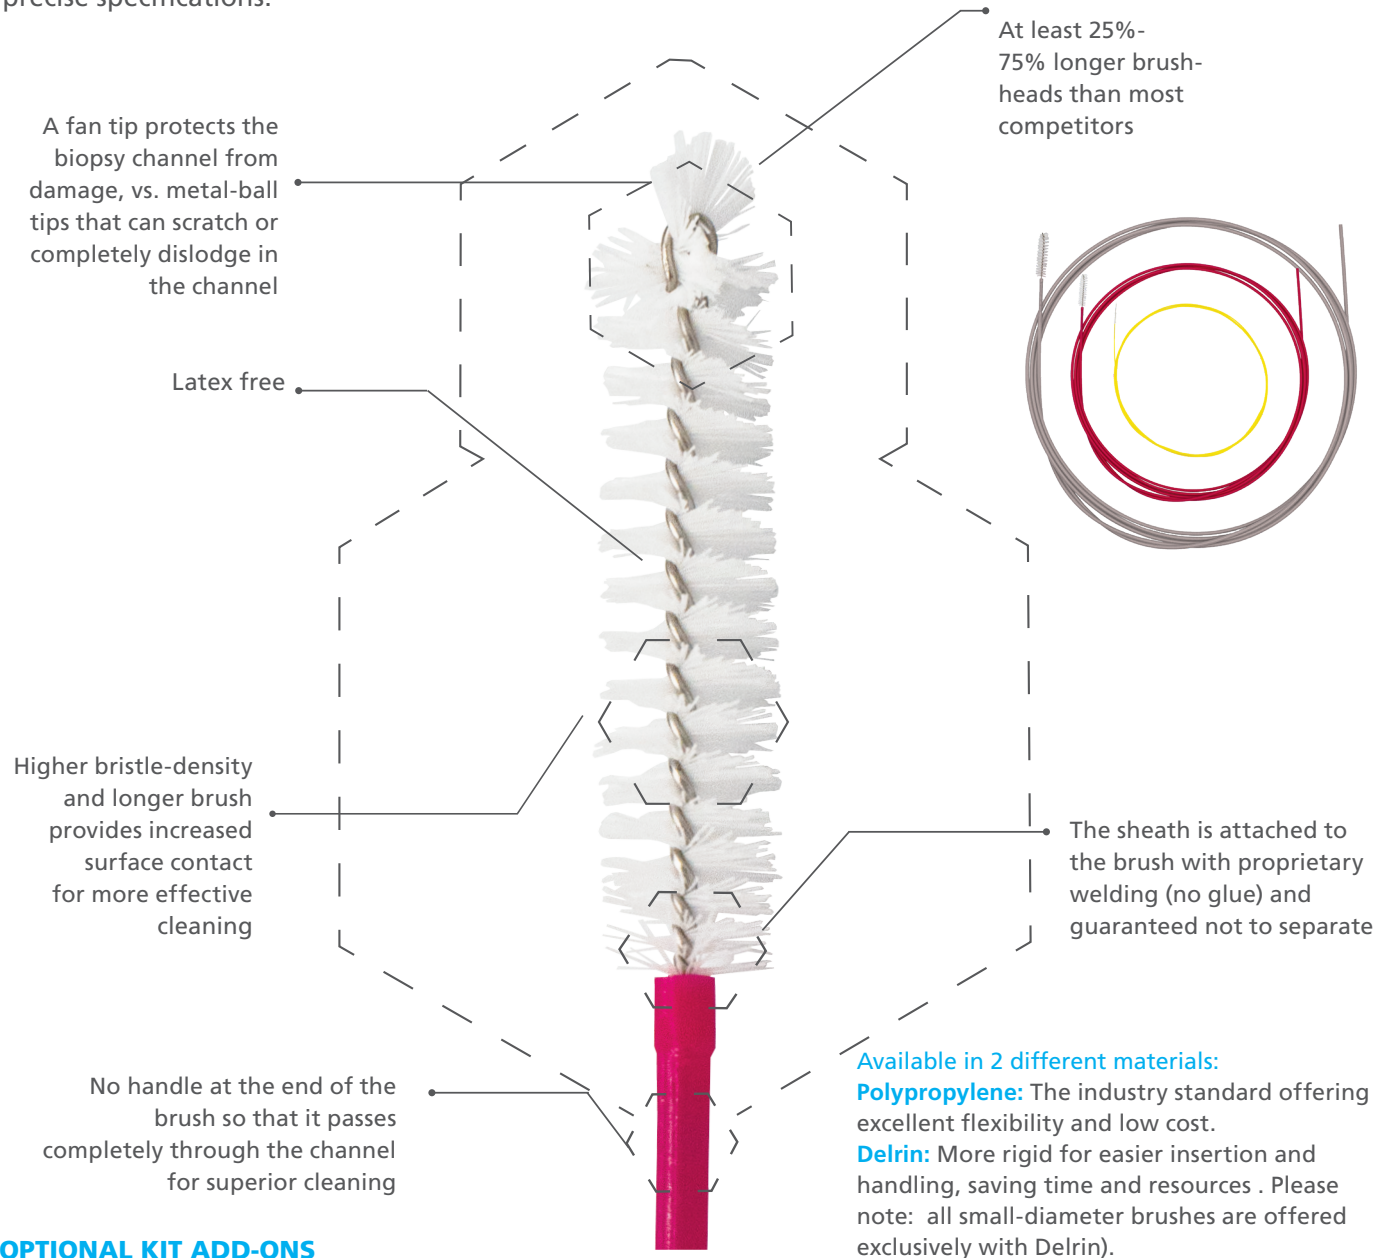 precise specifications.
At least 25%-
75% longer brush-
heads than most
competitors
A fan tip protects the
biopsy channel from
damage, vs. metal-ball
tips that can scratch or
completely dislodge in
the channel
Latex free
Higher bristle-density
and longer brush
provides increased
surface contact
for more effective
cleaning
The sheath is attached to
the brush with proprietary
welding (no glue) and
guaranteed not to separate
No handle at the end of the
brush so that it passes
completely through the channel
for superior cleaning
Available in 2 different materials:
Polypropylene: The industry standard offering
excellent flexibility and low cost.
Delrin: More rigid for easier insertion and
handling, saving time and resources . Please
note:  all small-diameter brushes are offered
exclusively with Delrin).
OPTIONAL KIT ADD-ONS